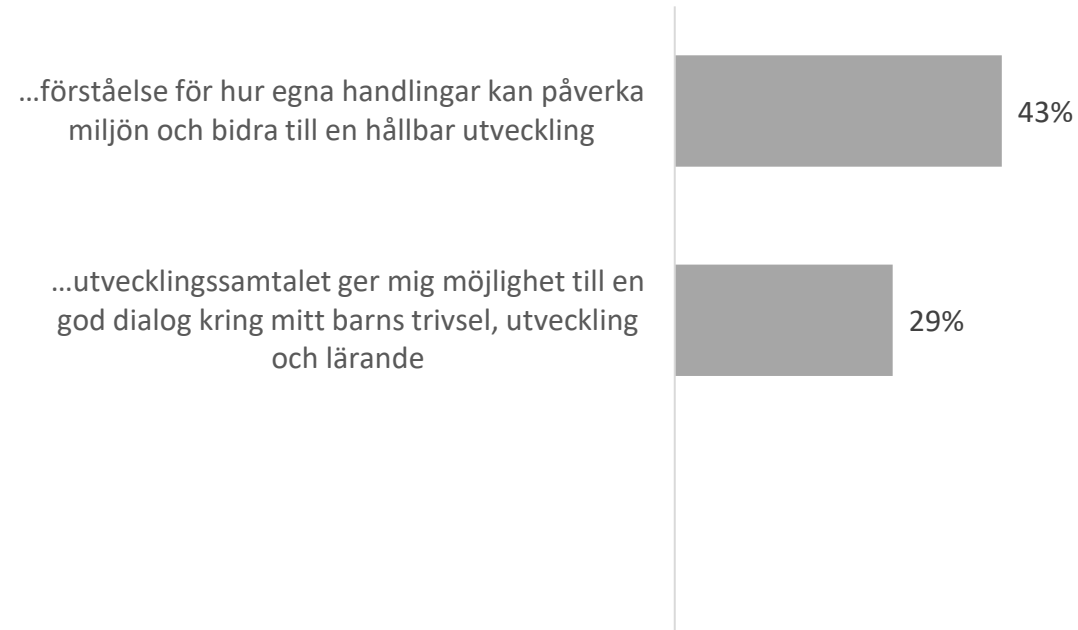 ...förståelse för hur egna handlingar kan påverka
miljön och bidra till en hållbar utveckling
43%
...utvecklingssamtalet ger mig möjlighet till en
god dialog kring mitt barns trivsel, utveckling
och lärande
29%